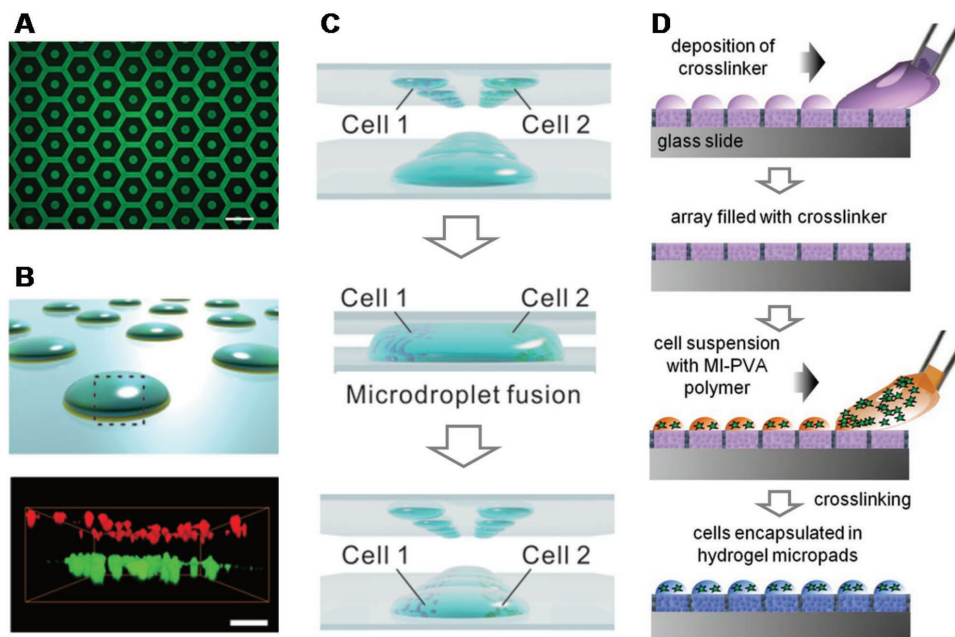 A
B
C
Cell 1
Cell 2
Cell 1
Cell 2
Microdroplet fusion
Cell 1
Cell 2
D
deposition of
crosslinker
glass slide
array filled with crosslinker
cell suspension
with MI-PVA
polymer
crosslinking
cells encapsulated in
hydrogel micropads